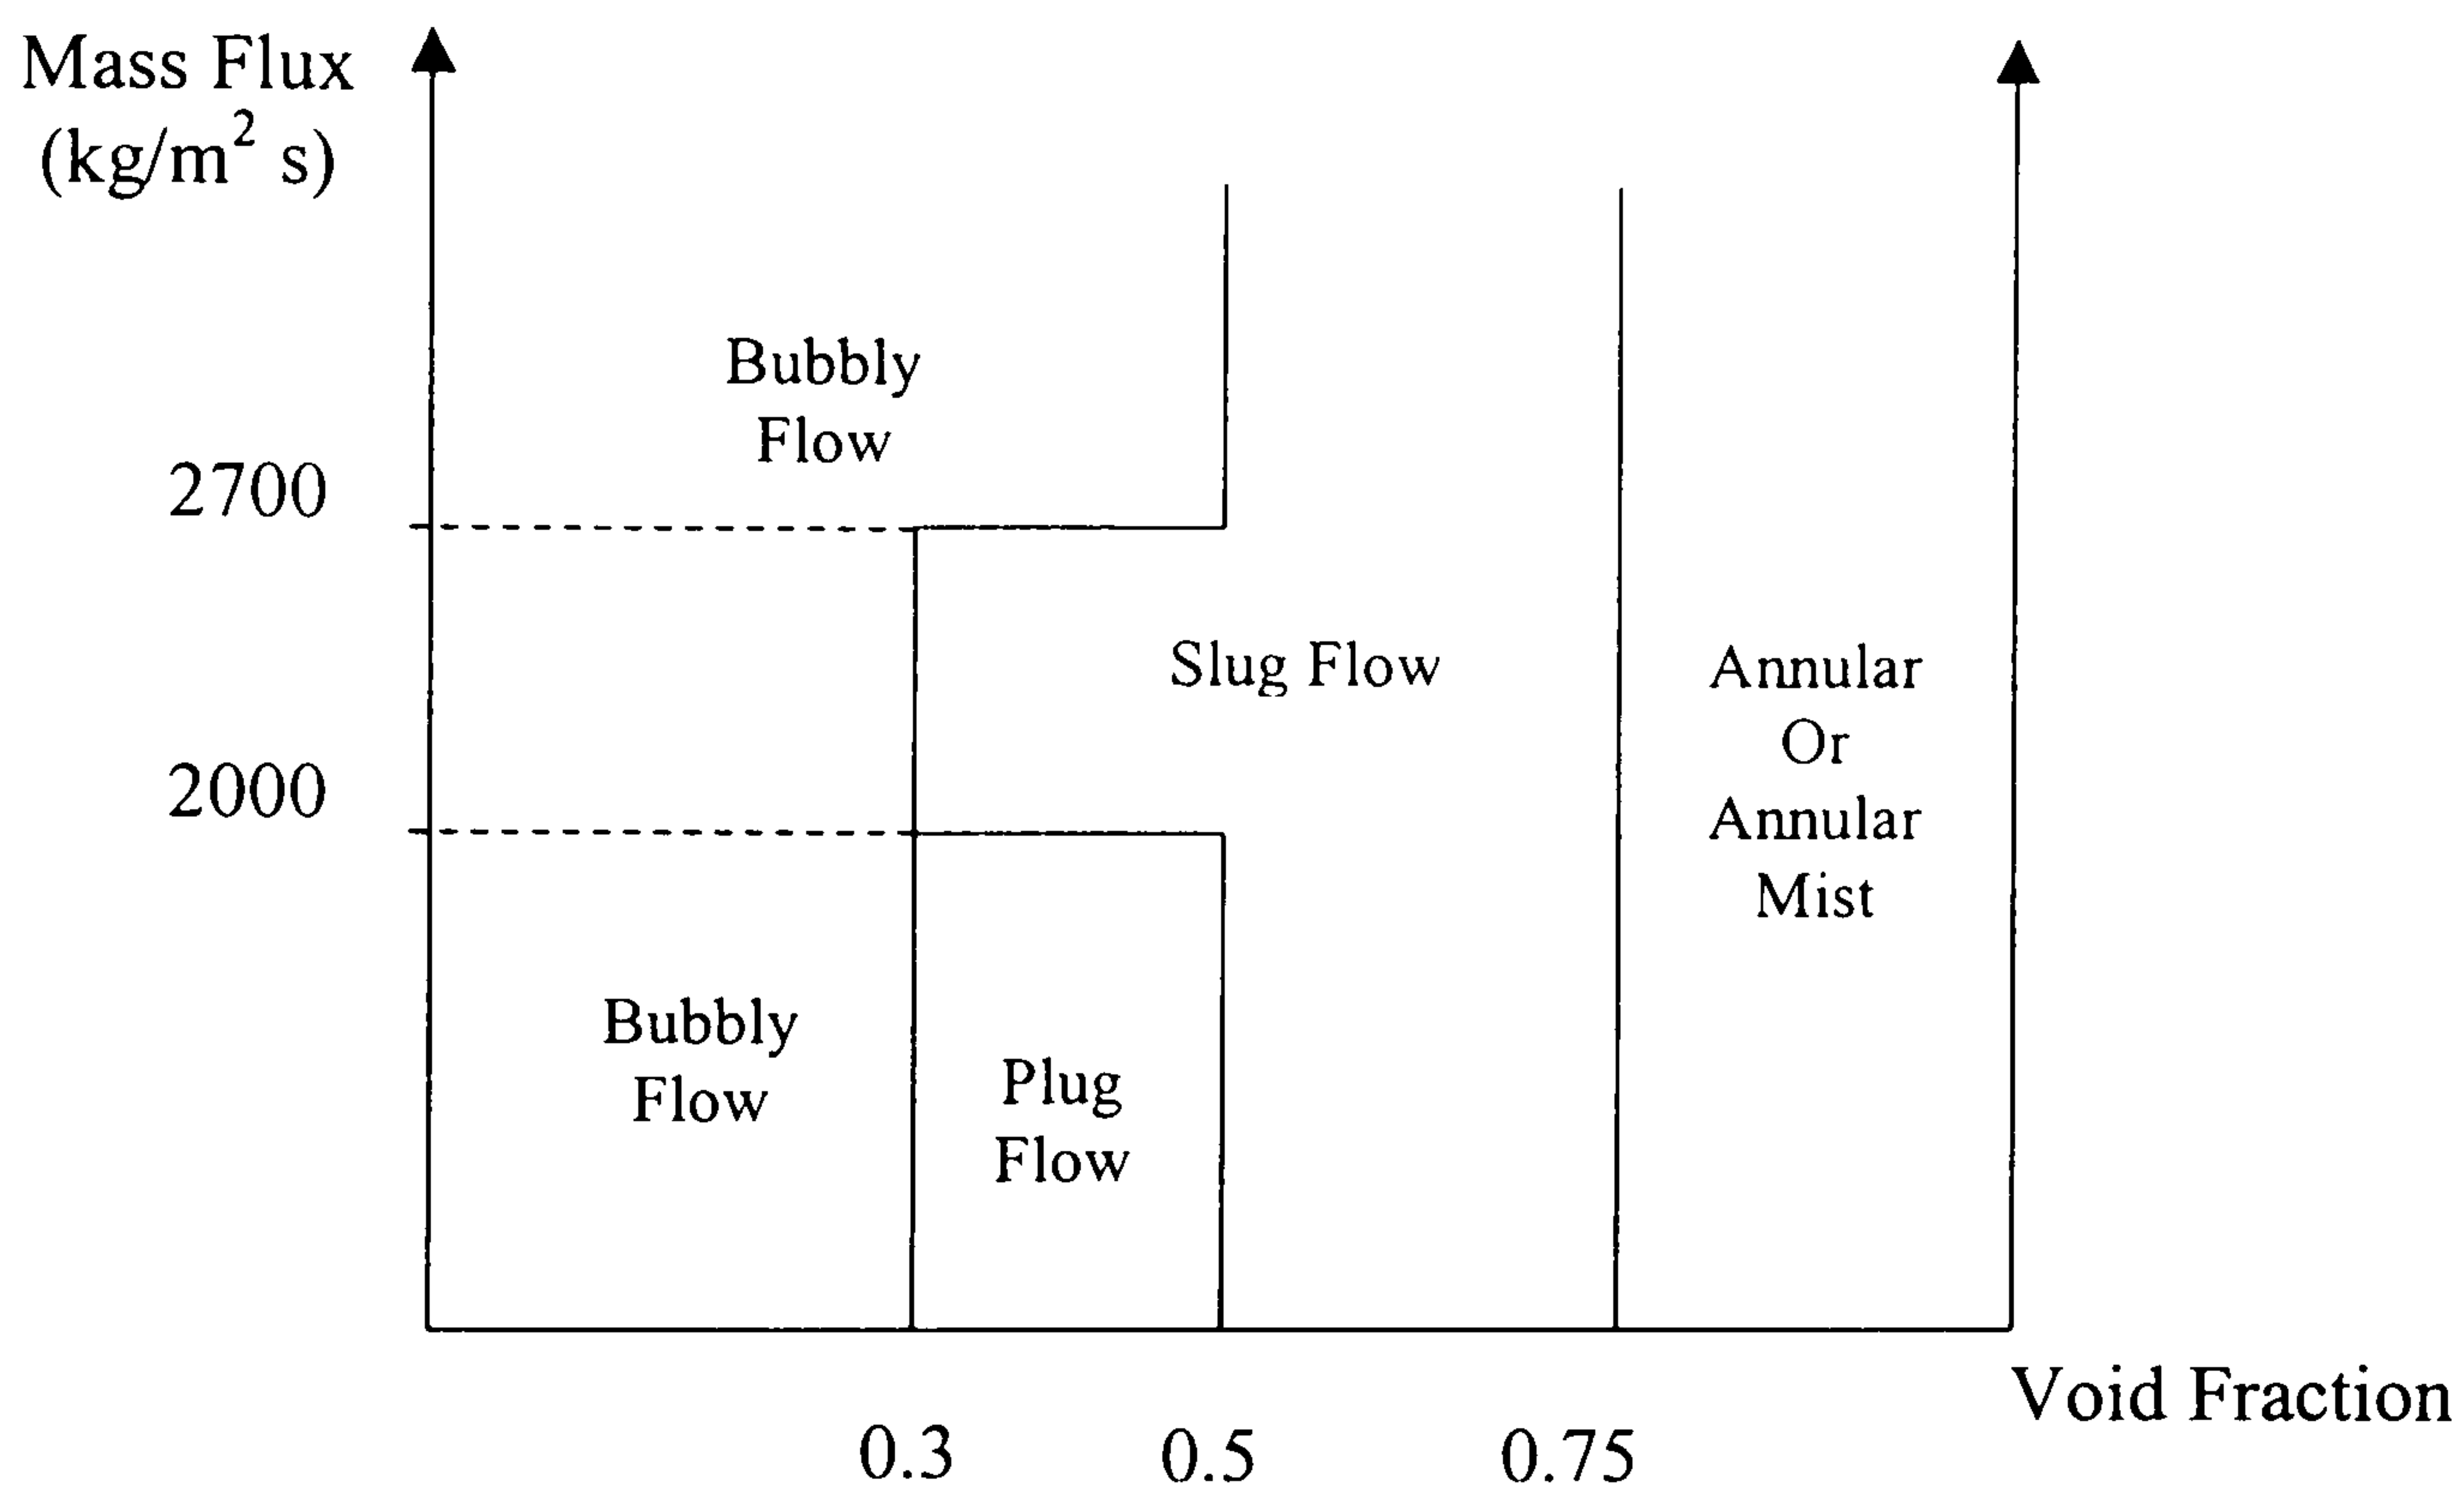 Mass Flux
(kg/m² s)
Bubbly
Flow
2700
Slug Flow
Annular
Or
Annular
Mist
2000
Bubbly
Flow
Plug
Flow
Void Fraction
0.3
0.5
0.75